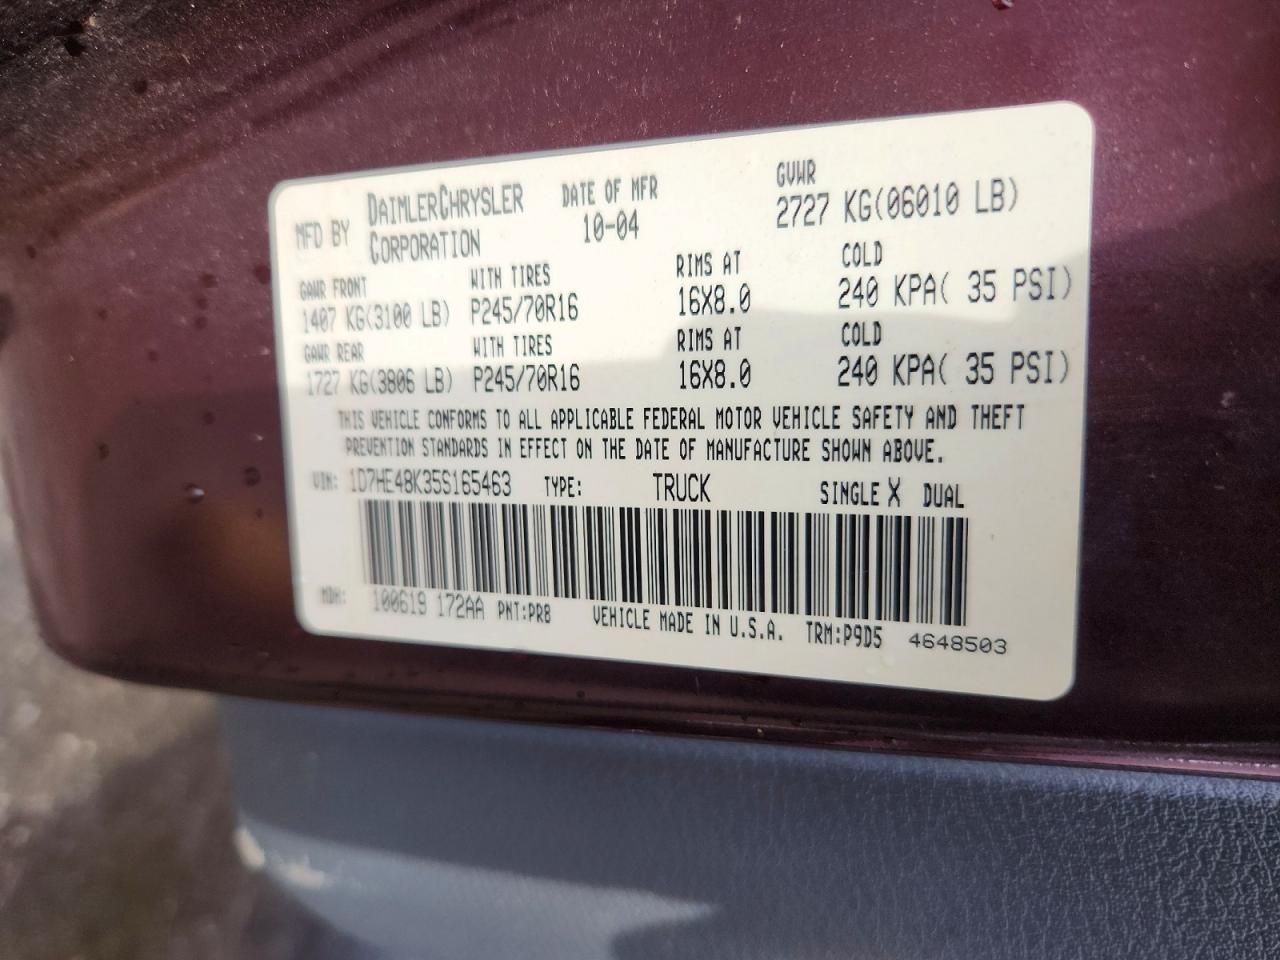 MFD BY DAIMLERCHRYSLER CORPORATION DATE OF MFR 10-04 GVWR 2727 KG(06010 LB)
GAWR FRONT WITH TIRES RIMS AT COLD
1407 KG(3100 LB) P245/70R16 16X8.0 240 KPA( 35 PSI)
GAWR REAR WITH TIRES RIMS AT COLD
1727 KG(3806 LB) P245/70R16 16X8.0 240 KPA( 35 PSI)
THIS VEHICLE CONFORMS TO ALL APPLICABLE FEDERAL MOTOR VEHICLE SAFETY AND THEFT
PREVENTION STANDARDS IN EFFECT ON THE DATE OF MANUFACTURE SHOWN ABOVE.
VIN: 1D7HE48K35S165463 TYPE: TRUCK SINGLE X DUAL
MDH: 100619 172AA PNT:PR8 VEHICLE MADE IN U.S.A. TRM:P9D5 4648503